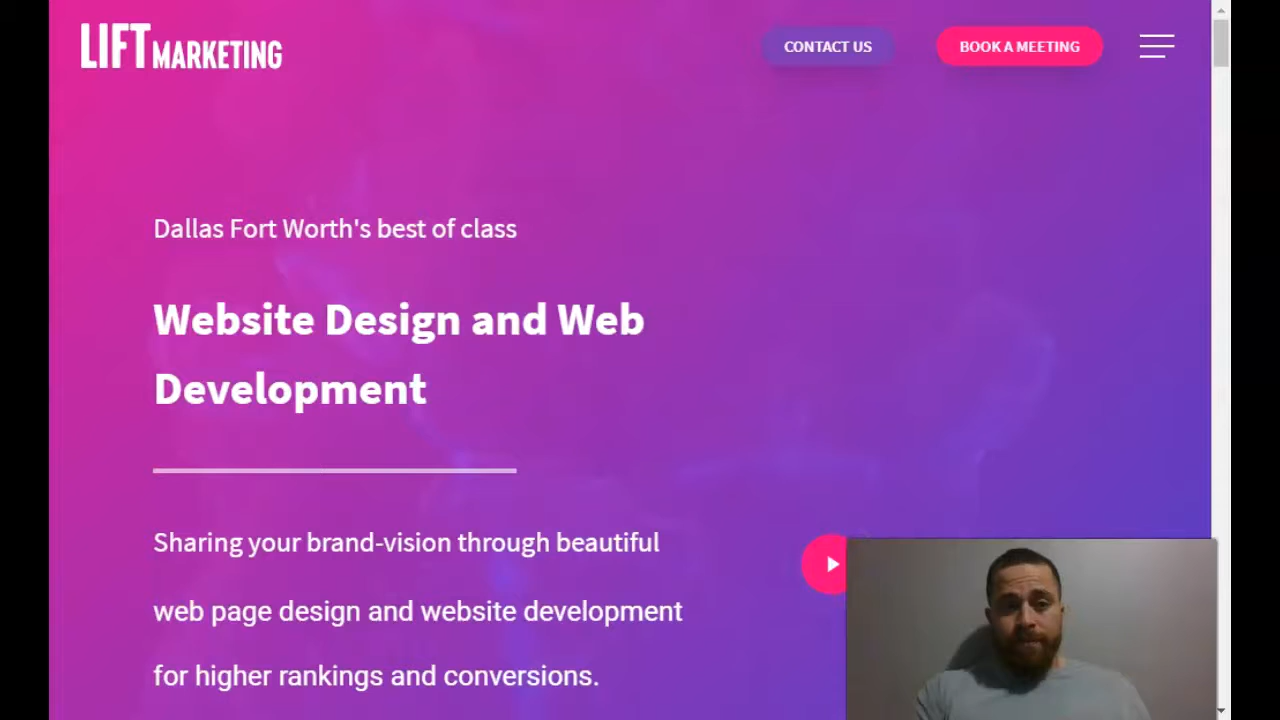 LIFT MARKETING
CONTACT US
BOOK A MEETING
Dallas Fort Worth's best of class
Website Design and Web
Development
Sharing your brand-vision through beautiful
web page design and website development
for higher rankings and conversions.